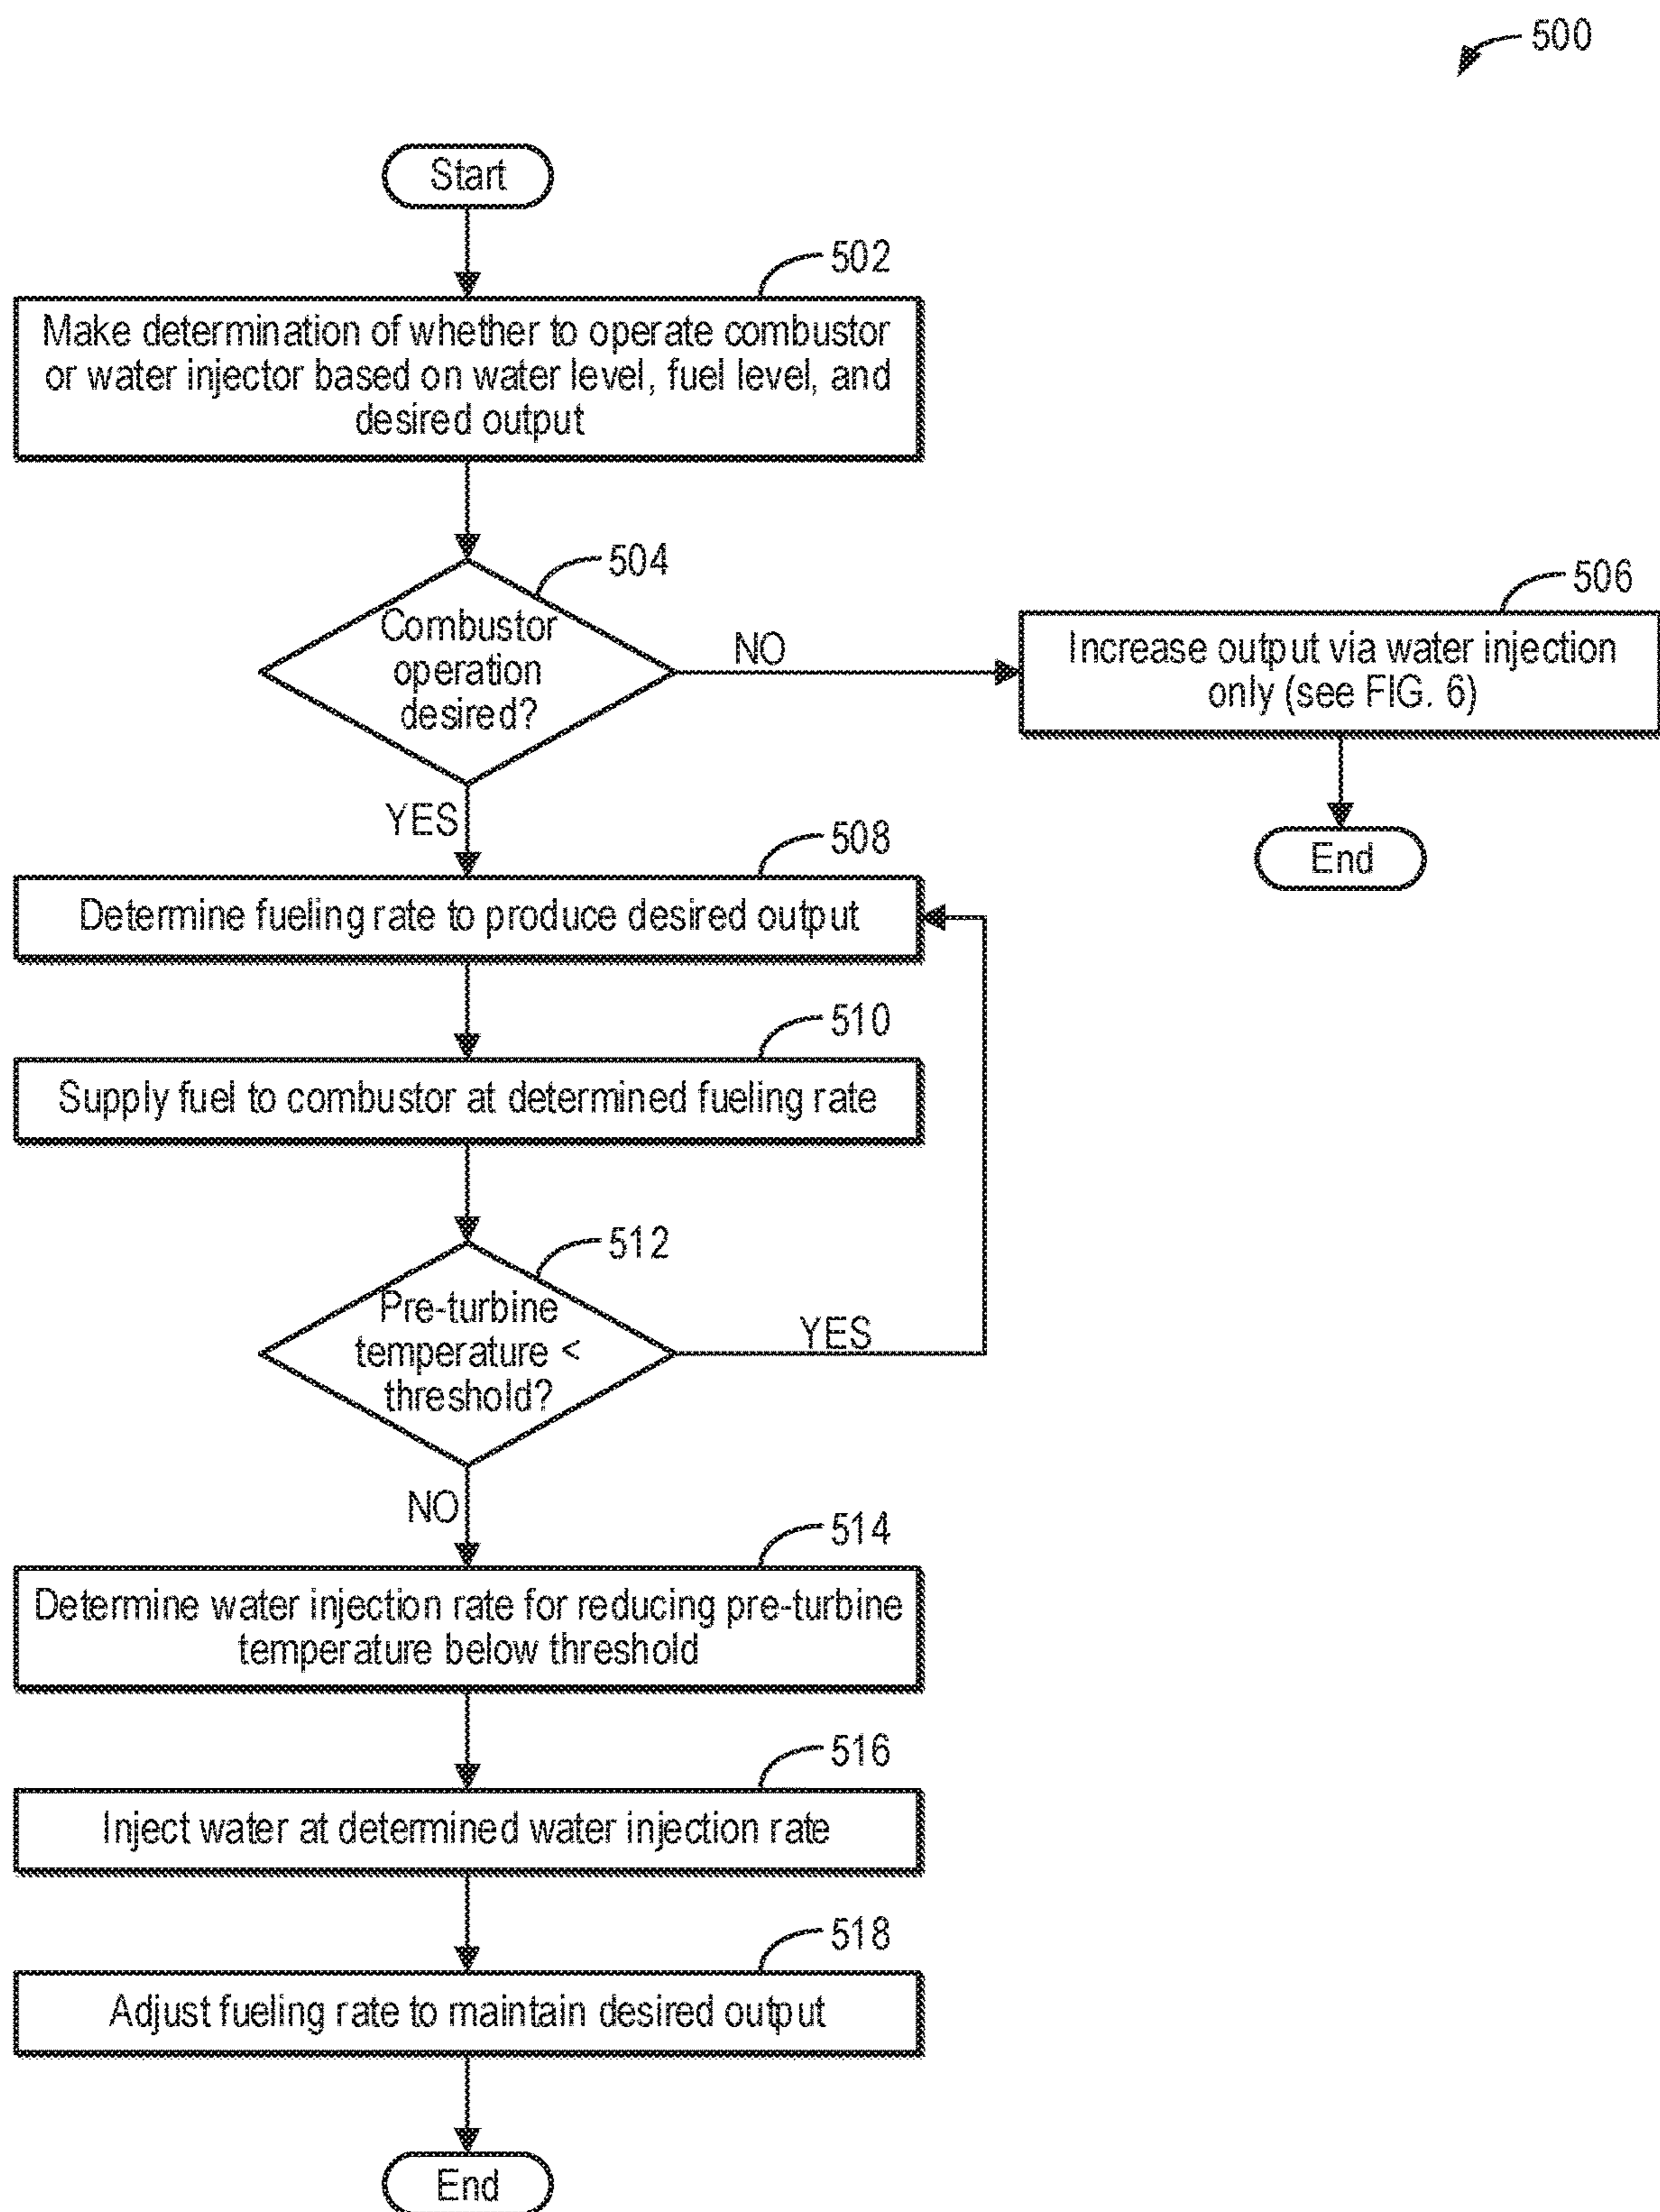 500
Start
502
Make determination of whether to operate combustor
or water injector based on water level, fuel level, and
desired output
504
Combustor
operation
desired?
NO
506
Increase output via water injection
only (see FIG. 6)
End
YES
508
Determine fueling rate to produce desired output
510
Supply fuel to combustor at determined fueling rate
512
Pre-turbine
temperature <
threshold?
YES
NO
514
Determine water injection rate for reducing pre-turbine
temperature below threshold
516
Inject water at determined water injection rate
518
Adjust fueling rate to maintain desired output
End